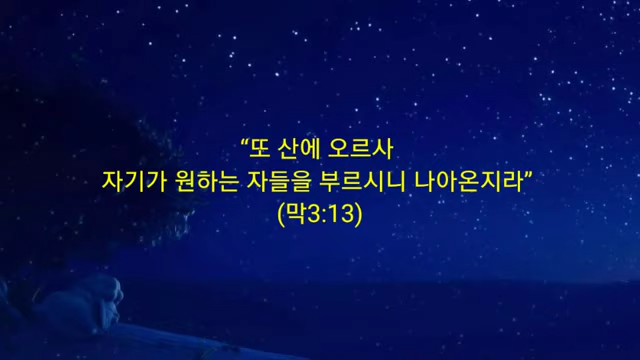 “또 산에 오르사
자기가 원하는 자들을 부르시니 나아온지라”
(막3:13)